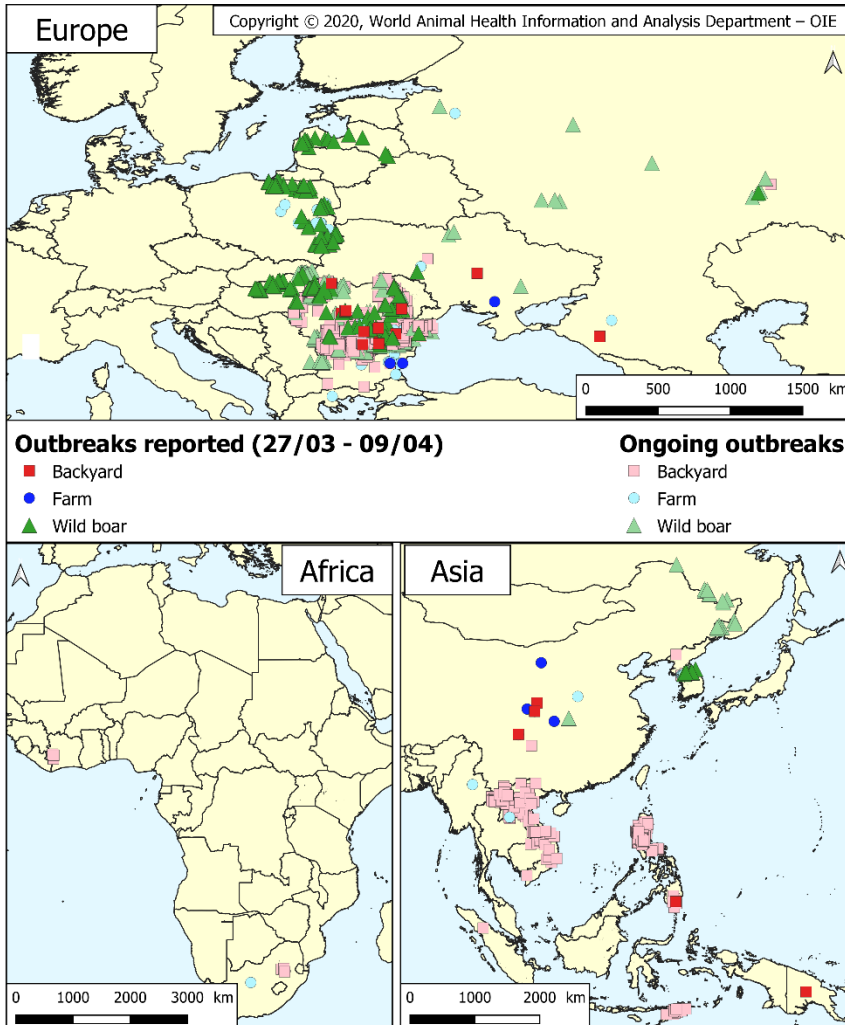 Europe
Copyright © 2020, World Animal Health Information and Analysis Department – OIE
0 500 1000 1500 km
Outbreaks reported (27/03 - 09/04)
Backyard
Farm
Wild boar
Ongoing outbreaks
Backyard
Farm
Wild boar
Africa
0 1000 2000 3000 km
Asia
0 1000 2000 km